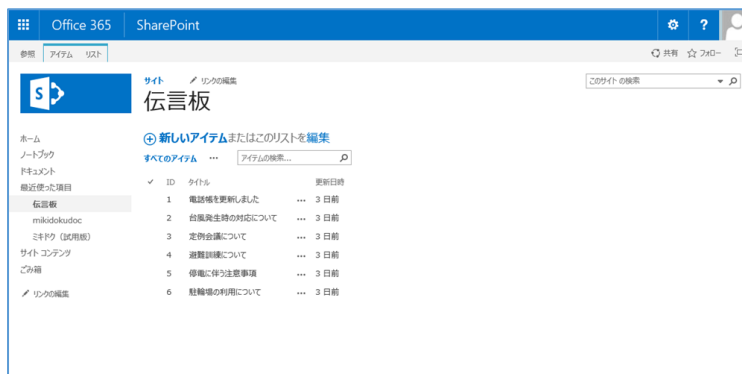 Office 365 SharePoint ?
参照 アイテム リスト 共有 フォロー
S
サイト リンクの編集 このサイト の検索
伝言板
新しいアイテムまたはこのリストを編集
すべてのアイテム ••• アイテムの検索...
ID タイトル 更新日時
1 電話帳を更新しました ••• 3 日前
2 台風発生時の対応について ••• 3 日前
3 定例会議について ••• 3 日前
4 避難訓練について ••• 3 日前
5 停電に伴う注意事項 ••• 3 日前
6 駐輪場の利用について ••• 3 日前
ホーム
ノートブック
ドキュメント
最近使った項目
伝言板
mikidokudoc
ミキドク（試用版）
サイト コンテンツ
ごみ箱
リンクの編集